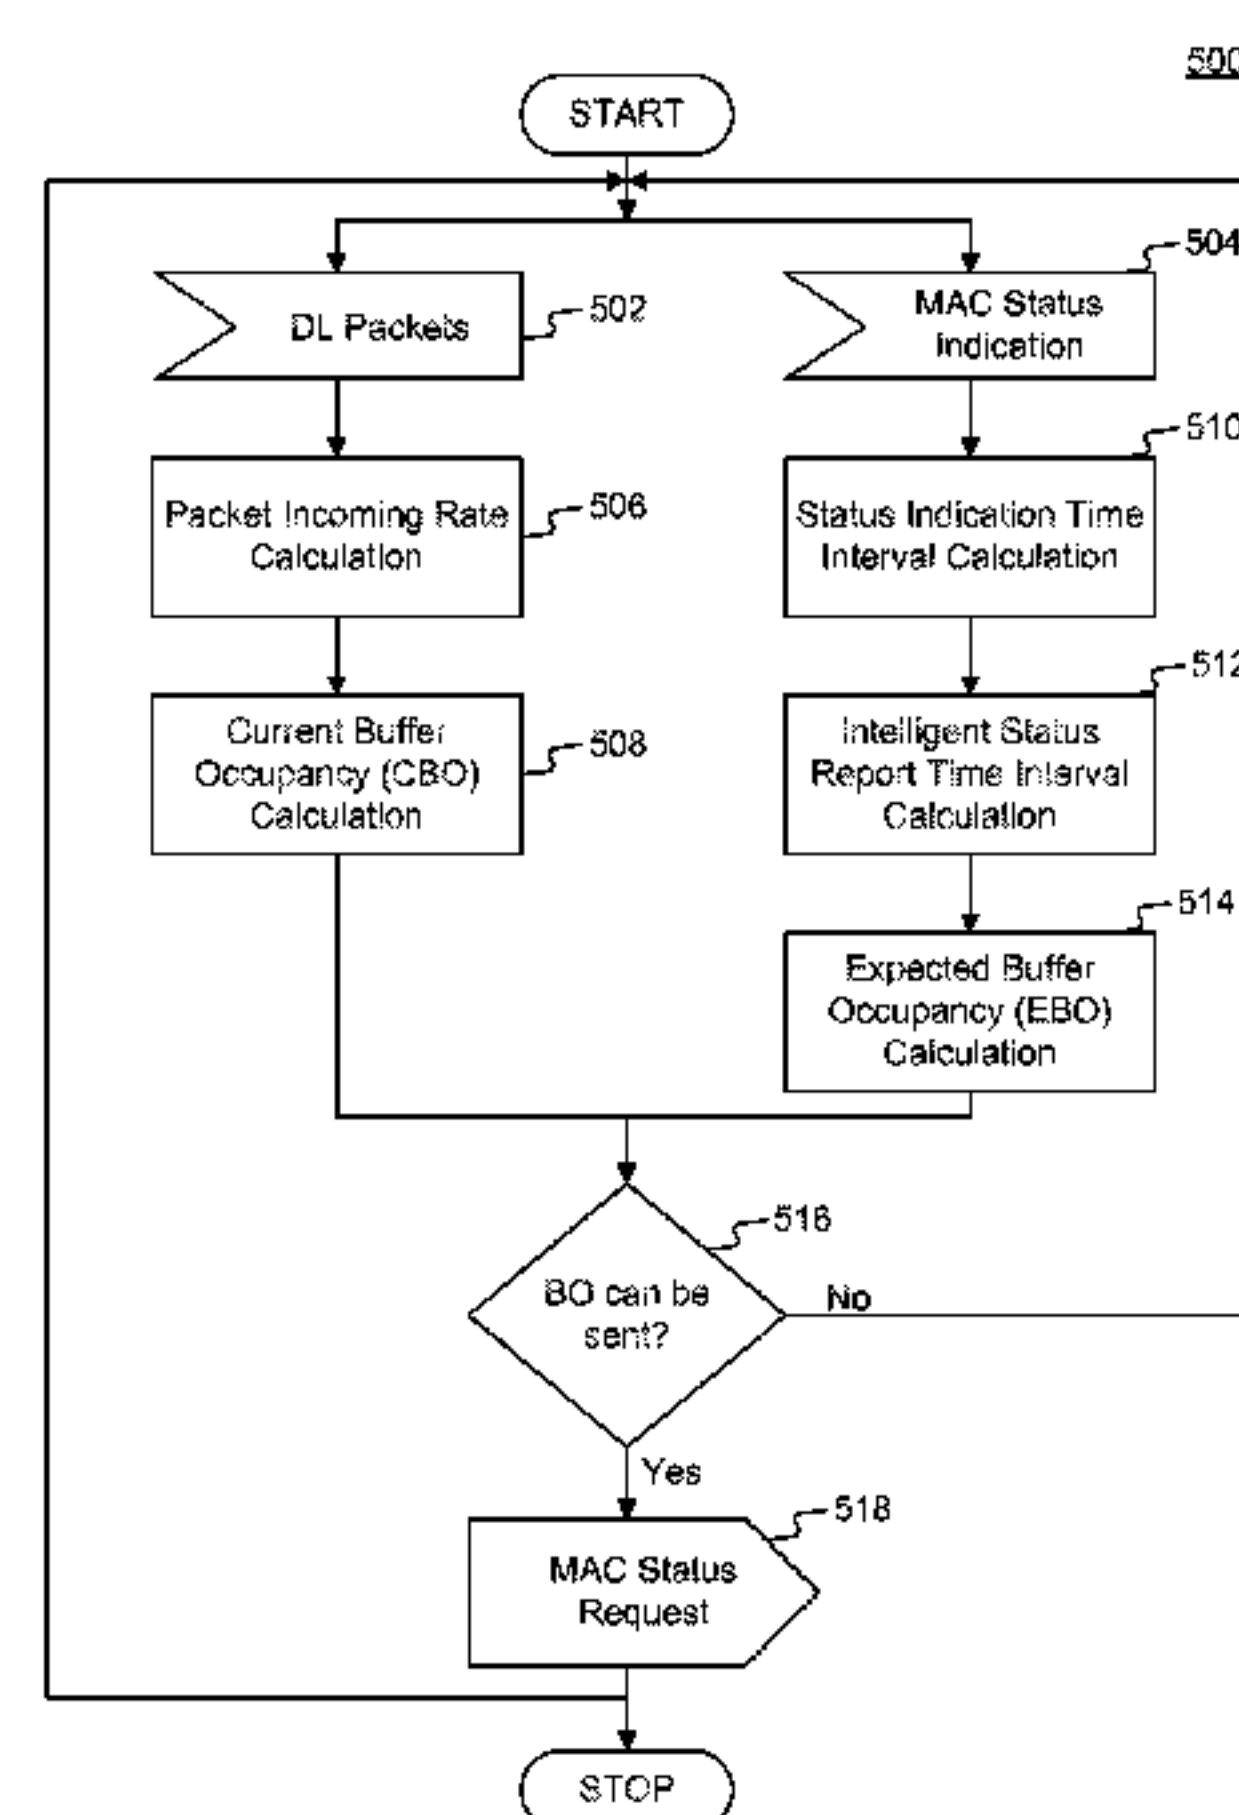 500
START
504
DL Packets
502
MAC Status
Indication
510
Packet Incoming Rate
Calculation
506
Status Indication Time
Interval Calculation
512
Current Buffer
Occupancy (CBO)
Calculation
508
Intelligent Status
Report Time Interval
Calculation
514
Expected Buffer
Occupancy (EBO)
Calculation
516
BO can be
sent?
No
Yes
518
MAC Status
Request
STOP